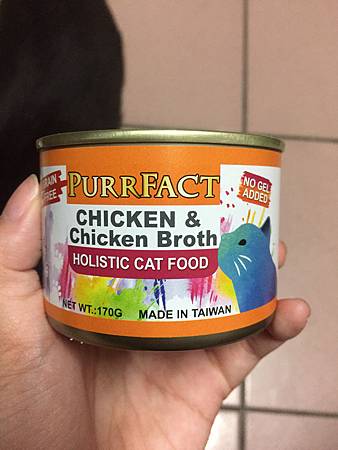 GRAIN
FREE
PURRFACT
NO GEL
ADDED
CHICKEN &
Chicken Broth
HOLISTIC CAT FOOD
NET WT.:170G
MADE IN TAIWAN